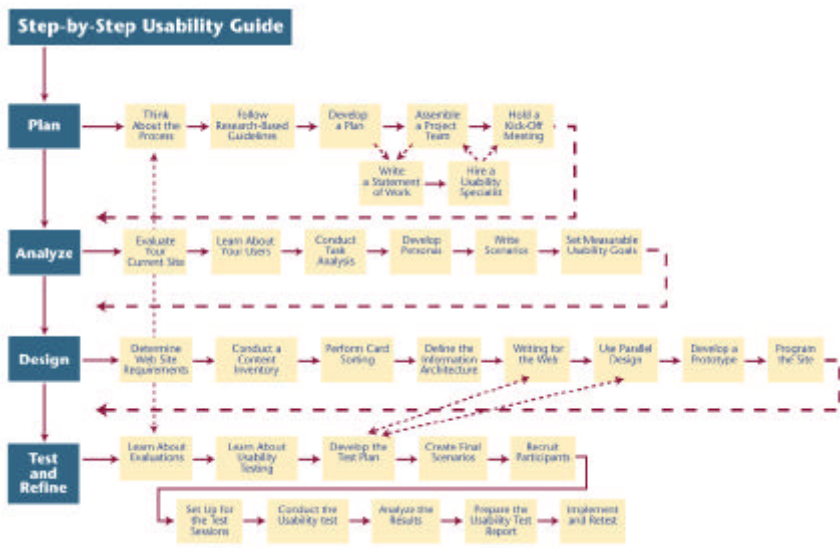 Step-by-Step Usability Guide
Plan
Think
About the
Process
Follow
Research-Based
Guidelines
Develop
a Plan
Assemble
a Project
Team
Hold a
Kick-Off
Meeting
Write
a Statement
of Work
Hire a
Usability
Specialist
Analyze
Evaluate
Your
Current Site
Learn About
Your Users
Conduct
Task
Analysis
Develop
Personas
Write
Scenarios
Set Measurable
Usability Goals
Design
Determine
Web Site
Requirements
Conduct a
Content
Inventory
Perform Card
Sorting
Define the
Information
Architecture
Writing for
the Web
Use Parallel
Design
Develop a
Prototype
Program
the Site
Test
and
Refine
Learn About
Evaluations
Learn About
Usability
Testing
Develop the
Test Plan
Create Final
Scenarios
Recruit
Participants
Set Up for
the Test
Sessions
Conduct the
Usability test
Analyze the
Results
Prepare the
Usability Test
Report
Implement
and Retest